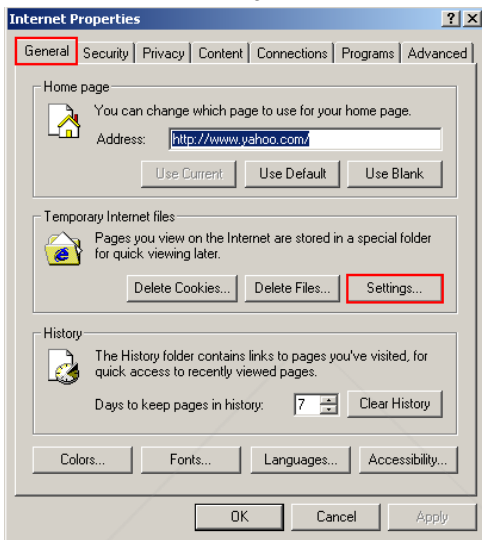 Internet Properties
General Security Privacy Content Connections Programs Advanced
Home page
You can change which page to use for your home page.
Address: http://www.yahoo.com/
Use Current Use Default Use Blank
Temporary Internet files
Pages you view on the Internet are stored in a special folder
for quick viewing later.
Delete Cookies... Delete Files... Settings...
History
The History folder contains links to pages you've visited, for
quick access to recently viewed pages.
Days to keep pages in history: 7 Clear History
Colors... Fonts... Languages... Accessibility...
OK Cancel Apply